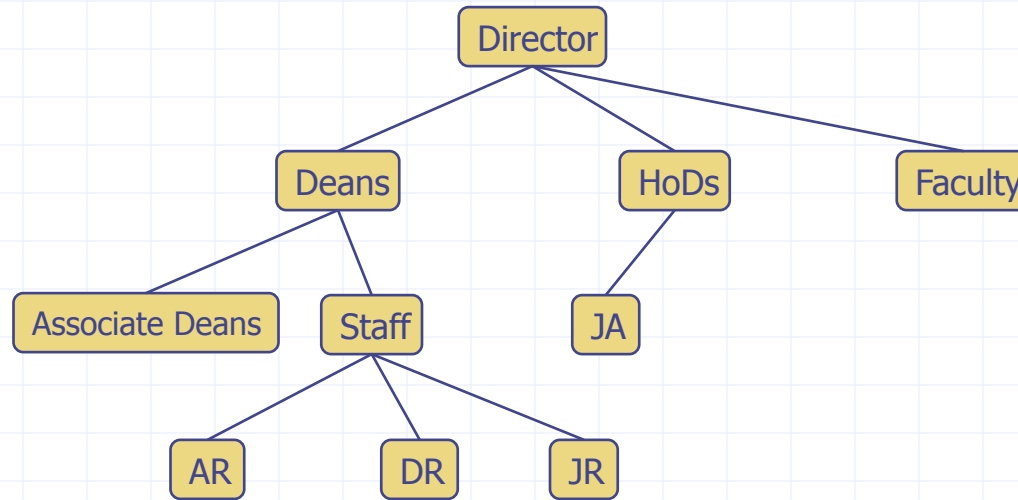 Director
Deans
HoDs
Faculty
Associate Deans
Staff
JA
AR
DR
JR